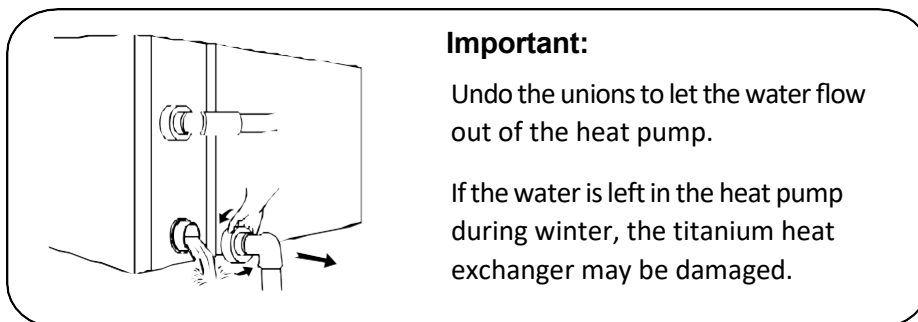 Important:
Undo the unions to let the water flow
out of the heat pump.
If the water is left in the heat pump
during winter, the titanium heat
exchanger may be damaged.